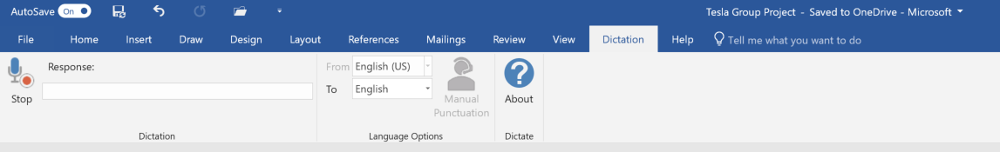 AutoSave On Tesla Group Project - Saved to OneDrive - Microsoft
File Home Insert Draw Design Layout References Mailings Review View Dictation Help Tell me what you want to do
Response: From English (US)
To English
Stop Manual Punctuation About
Dictation Language Options Dictate